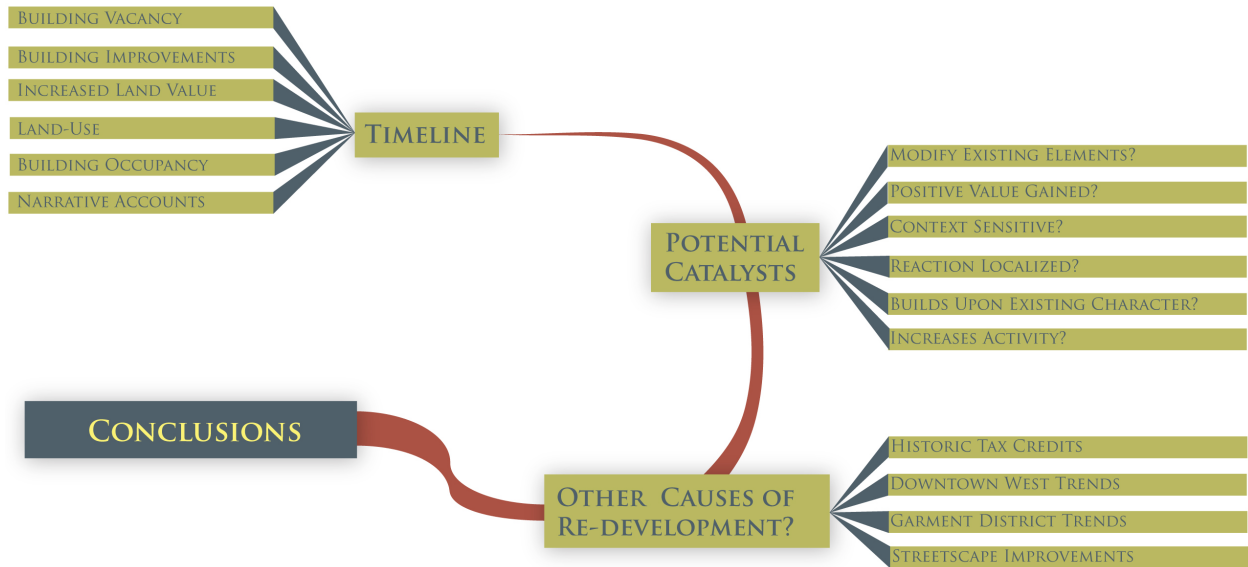 Building Vacancy
Building Improvements
Increased Land Value
Land-Use
Building Occupancy
Narrative Accounts
Timeline
Potential
Catalysts
Modify Existing Elements?
Positive Value Gained?
Context Sensitive?
Reaction Localized?
Builds Upon Existing Character?
Increases Activity?
Other Causes of
Re-development?
Historic Tax Credits
Downtown West Trends
Garment District Trends
Streetscape Improvements
Conclusions